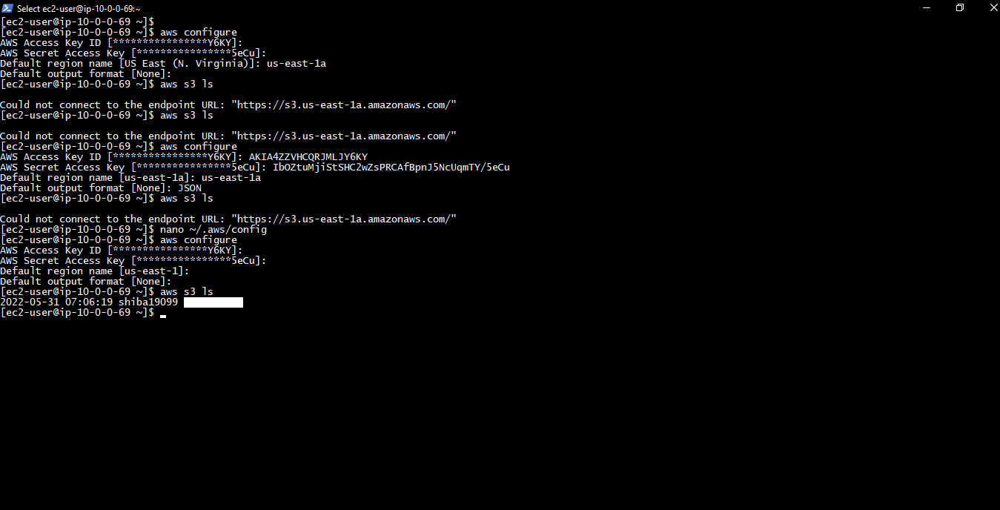 Select ec2-user@ip-10-0-0-69:~
[ec2-user@ip-10-0-0-69 ~]$
[ec2-user@ip-10-0-0-69 ~]$ aws configure
AWS Access Key ID [****************Y6KY]:
AWS Secret Access Key [****************5eCu]:
Default region name [US East (N. Virginia)]: us-east-1a
Default output format [None]:
[ec2-user@ip-10-0-0-69 ~]$ aws s3 ls
Could not connect to the endpoint URL: "https://s3.us-east-1a.amazonaws.com/"
[ec2-user@ip-10-0-0-69 ~]$ aws s3 ls
Could not connect to the endpoint URL: "https://s3.us-east-1a.amazonaws.com/"
[ec2-user@ip-10-0-0-69 ~]$ aws configure
AWS Access Key ID [****************Y6KY]: AKIA4ZZVHCQRJMLJY6KY
AWS Secret Access Key [****************5eCu]: 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
Default region name [us-east-1a]: us-east-1a
Default output format [None]: JSON
[ec2-user@ip-10-0-0-69 ~]$ aws s3 ls
Could not connect to the endpoint URL: "https://s3.us-east-1a.amazonaws.com/"
[ec2-user@ip-10-0-0-69 ~]$ nano ~/.aws/config
[ec2-user@ip-10-0-0-69 ~]$ aws configure
AWS Access Key ID [****************Y6KY]:
AWS Secret Access Key [****************5eCu]:
Default region name [us-east-1]:
Default output format [None]:
[ec2-user@ip-10-0-0-69 ~]$ aws s3 ls
2022-05-31 07:06:19 shiba19099
[ec2-user@ip-10-0-0-69 ~]$